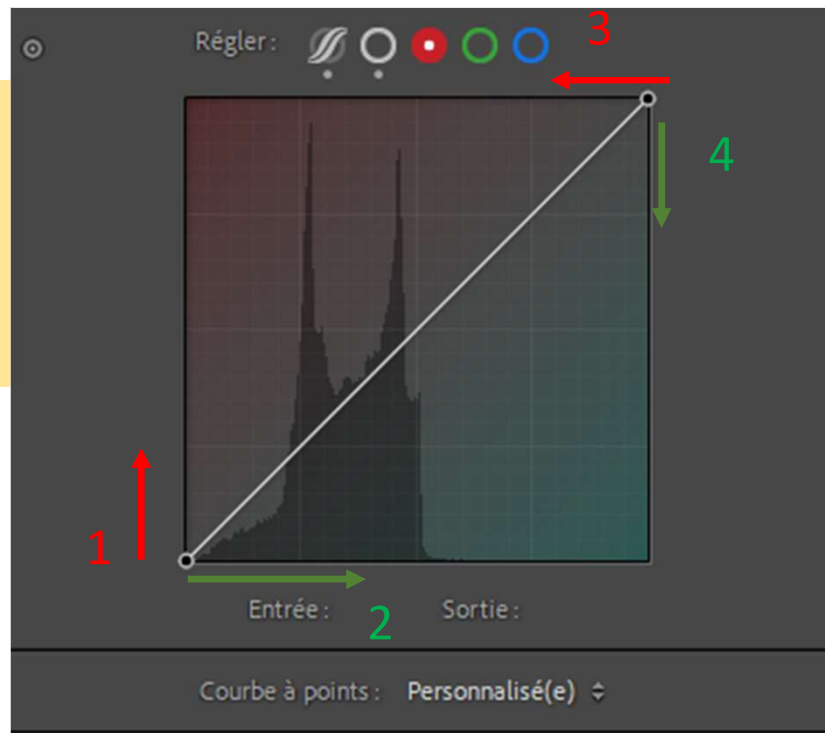 Régler :
3
4
1
2
Entrée :
Sortie :
Courbe à points : Personnalisé(e)